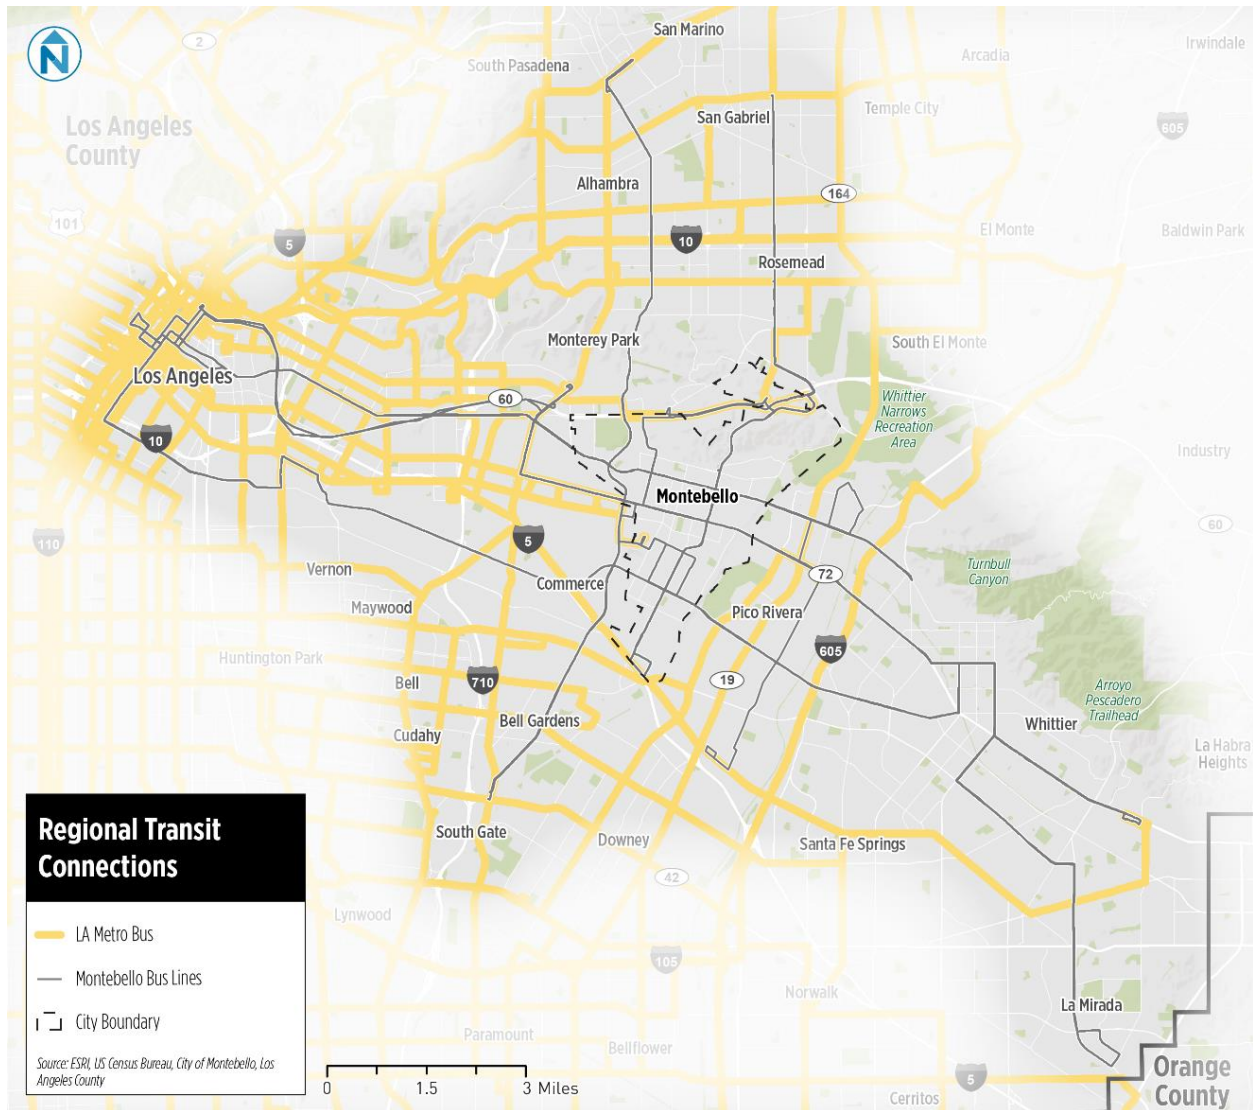 N
2
San Marino
South Pasadena
Arcadia
Irwindale
Los Angeles
County
San Gabriel
Temple City
605
Alhambra
164
101
5
10
El Monte
Baldwin Park
Rosemead
Monterey Park
South El Monte
Los Angeles
60
Whittier
Narrows
Recreation
Area
10
Industry
Montebello
110
5
60
Vernon
Commerce
72
Turnbull
Canyon
Maywood
Pico Rivera
Huntington Park
605
Bell
710
19
Arroyo
Pescadero
Trailhead
Bell Gardens
Whittier
Cudahy
La Habra
Heights
South Gate
Downey
Santa Fe Springs
42
Lynwood
105
Norwalk
La Mirada
Paramount
Bellflower
5
Cerritos
Orange
County
Regional Transit
Connections
LA Metro Bus
Montebello Bus Lines
City Boundary
Source: ESRI, US Census Bureau, City of Montebello, Los
Angeles County
0 1.5 3 Miles